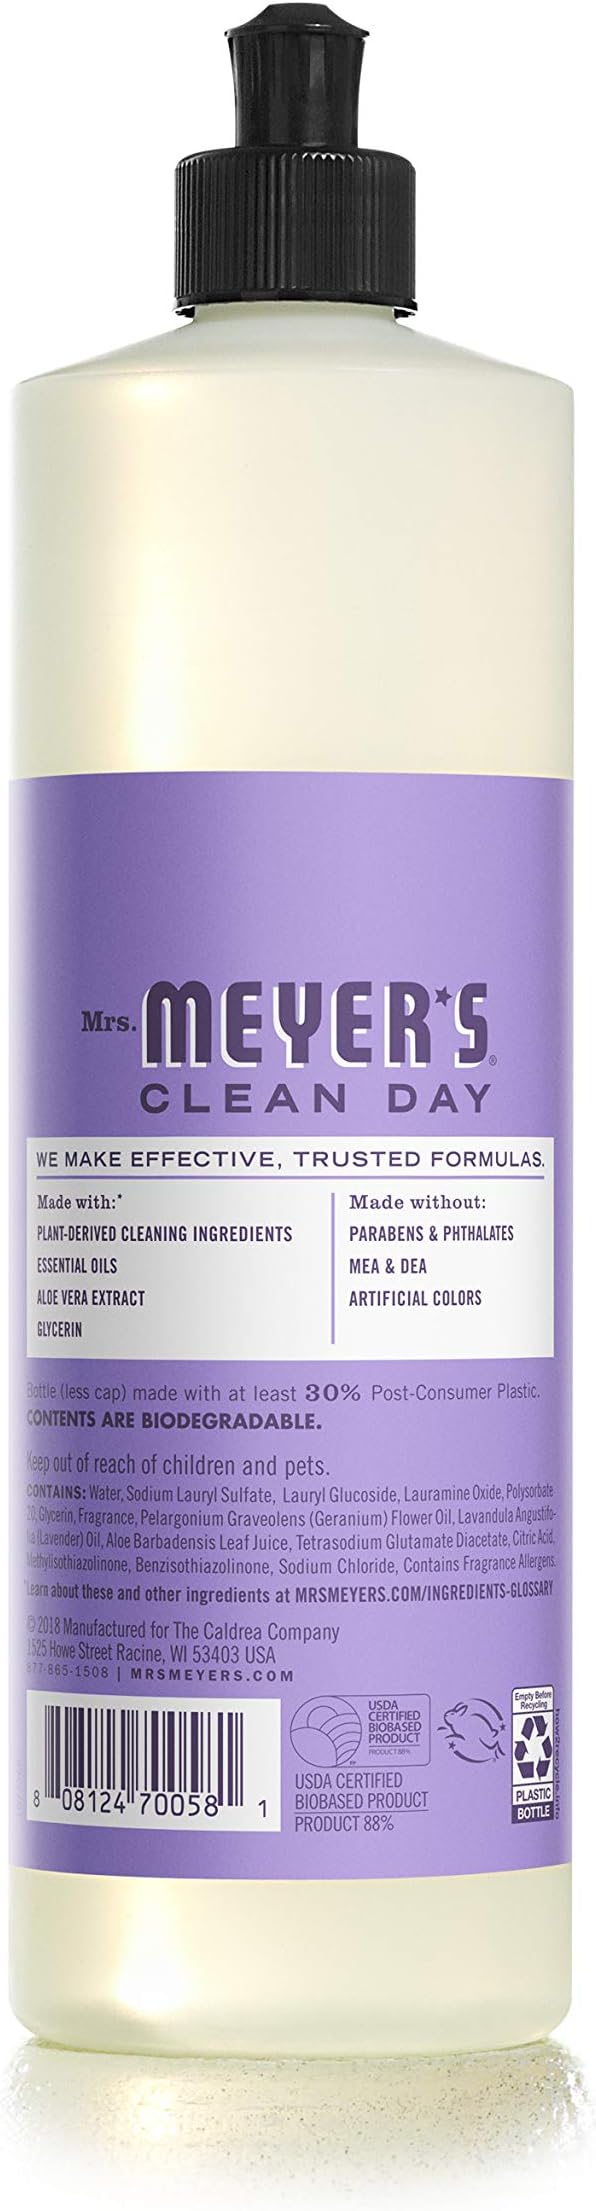 Mrs. MEYER'S®
CLEAN DAY
WE MAKE EFFECTIVE, TRUSTED FORMULAS.
Made with:*
PLANT-DERIVED CLEANING INGREDIENTS
ESSENTIAL OILS
ALOE VERA EXTRACT
GLYCERIN
Made without:
PARABENS & PHTHALATES
MEA & DEA
ARTIFICIAL COLORS
Bottle (less cap) made with at least 30% Post-Consumer Plastic.
CONTENTS ARE BIODEGRADABLE.
Keep out of reach of children and pets.
CONTAINS: Water, Sodium Lauryl Sulfate, Lauryl Glucoside, Lauramine Oxide, Polysorbate
20, Glycerin, Fragrance, Pelargonium Graveolens (Geranium) Flower Oil, Lavandula Angustifo-
lia (Lavender) Oil, Aloe Barbadensis Leaf Juice, Tetrasodium Glutamate Diacetate, Citric Acid,
Methylisothiazolinone, Benzisothiazolinone, Sodium Chloride, Contains Fragrance Allergens.
*Learn about these and other ingredients at MRSMEYERS.COM/INGREDIENTS-GLOSSARY
©2018 Manufactured for The Caldrea Company
1525 Howe Street Racine, WI 53403 USA
877-865-1508 | MRSMEYERS.COM
8 08124 70058 1
USDA
CERTIFIED
BIOBASED
PRODUCT
PRODUCT 88%
USDA CERTIFIED
BIOBASED PRODUCT
PRODUCT 88%
Empty Before
Recycling
PLASTIC
BOTTLE
how2recycle.info